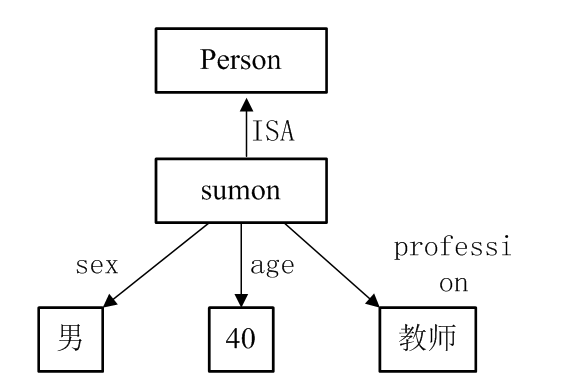 Person
ISA
sumon
sex
age
professi
on
男
40
教师